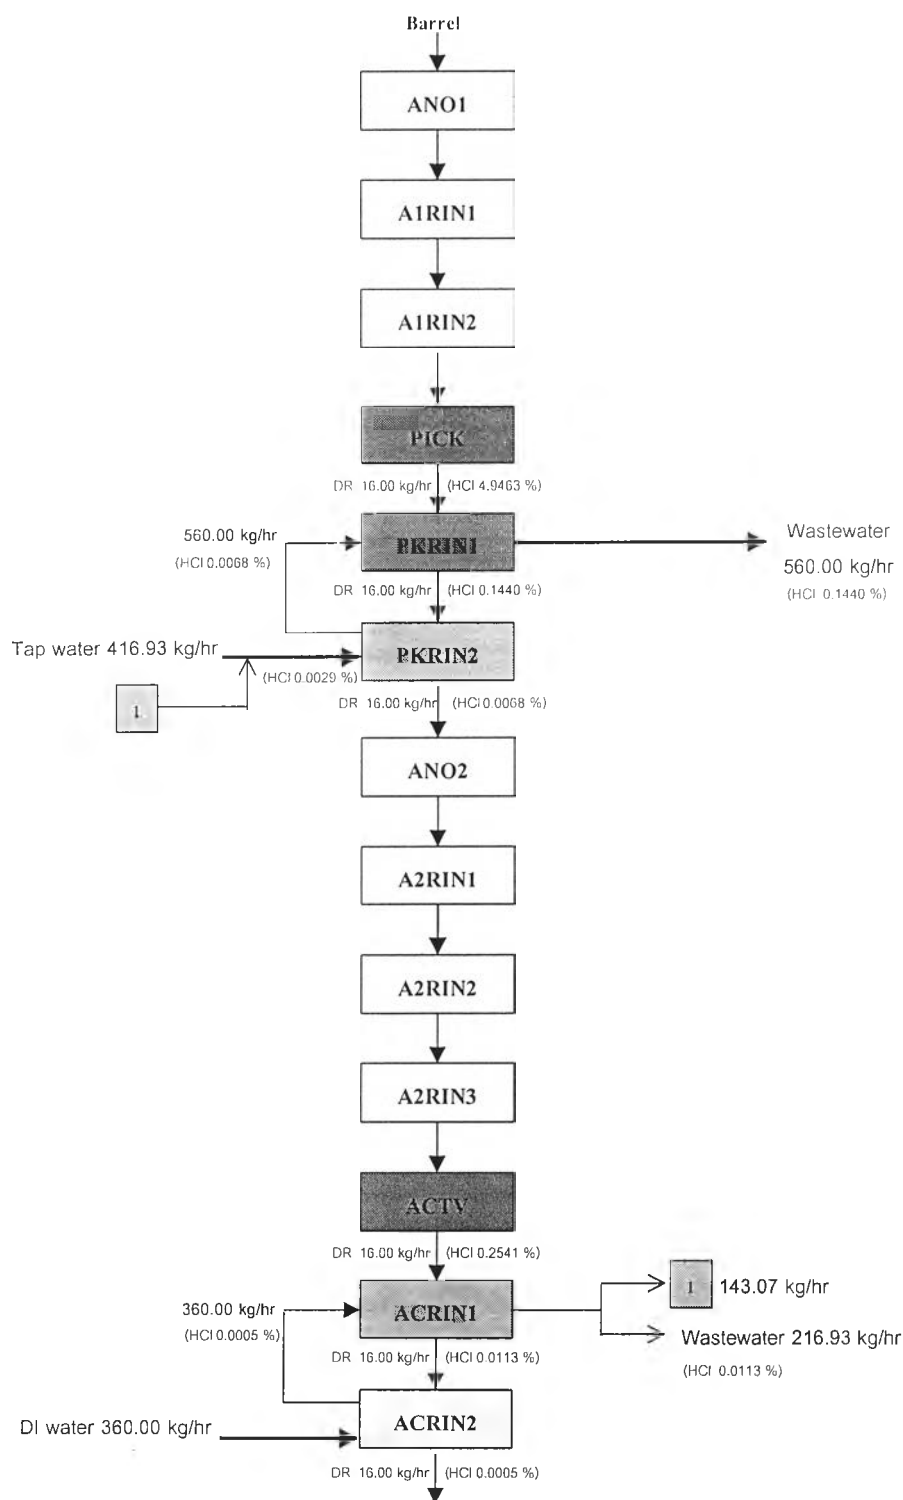 Barrel
ANO1
A1RIN1
A1RIN2
PICK
DR 16.00 kg/hr (HCl 4.9463 %)
560.00 kg/hr
(HCl 0.0068 %)
PKRIN1
Wastewater
560.00 kg/hr
(HCl 0.1440 %)
DR 16.00 kg/hr (HCl 0.1440 %)
Tap water 416.93 kg/hr
PKRIN2
(HCl 0.0029 %)
1
DR 16.00 kg/hr (HCl 0.0068 %)
ANO2
A2RIN1
A2RIN2
A2RIN3
ACTV
DR 16.00 kg/hr (HCl 0.2541 %)
1 143.07 kg/hr
360.00 kg/hr
(HCl 0.0005 %)
ACRIN1
Wastewater 216.93 kg/hr
(HCl 0.0113 %)
DR 16.00 kg/hr (HCl 0.0113 %)
ACRIN2
DI water 360.00 kg/hr
DR 16.00 kg/hr (HCl 0.0005 %)